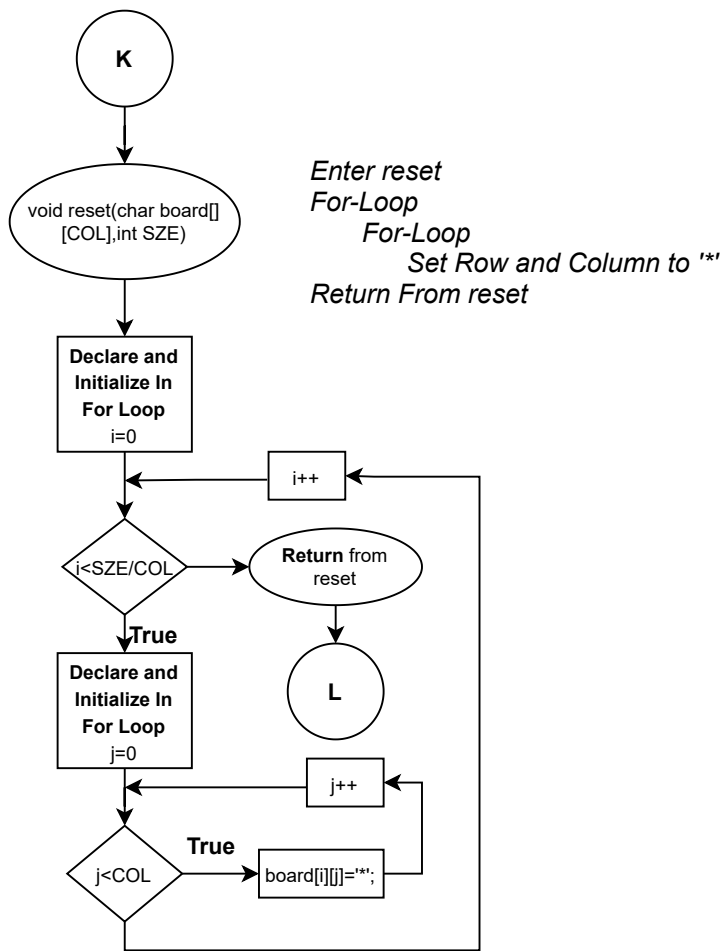 K
void reset(char board[]
[COL],int SZE)
Enter reset
For-Loop
For-Loop
Set Row and Column to '*'
Return From reset
Declare and
Initialize In
For Loop
i=0
i++
i<SZE/COL
Return from
reset
True
Declare and
Initialize In
For Loop
j=0
L
j++
True
j<COL
board[i][j]='*';